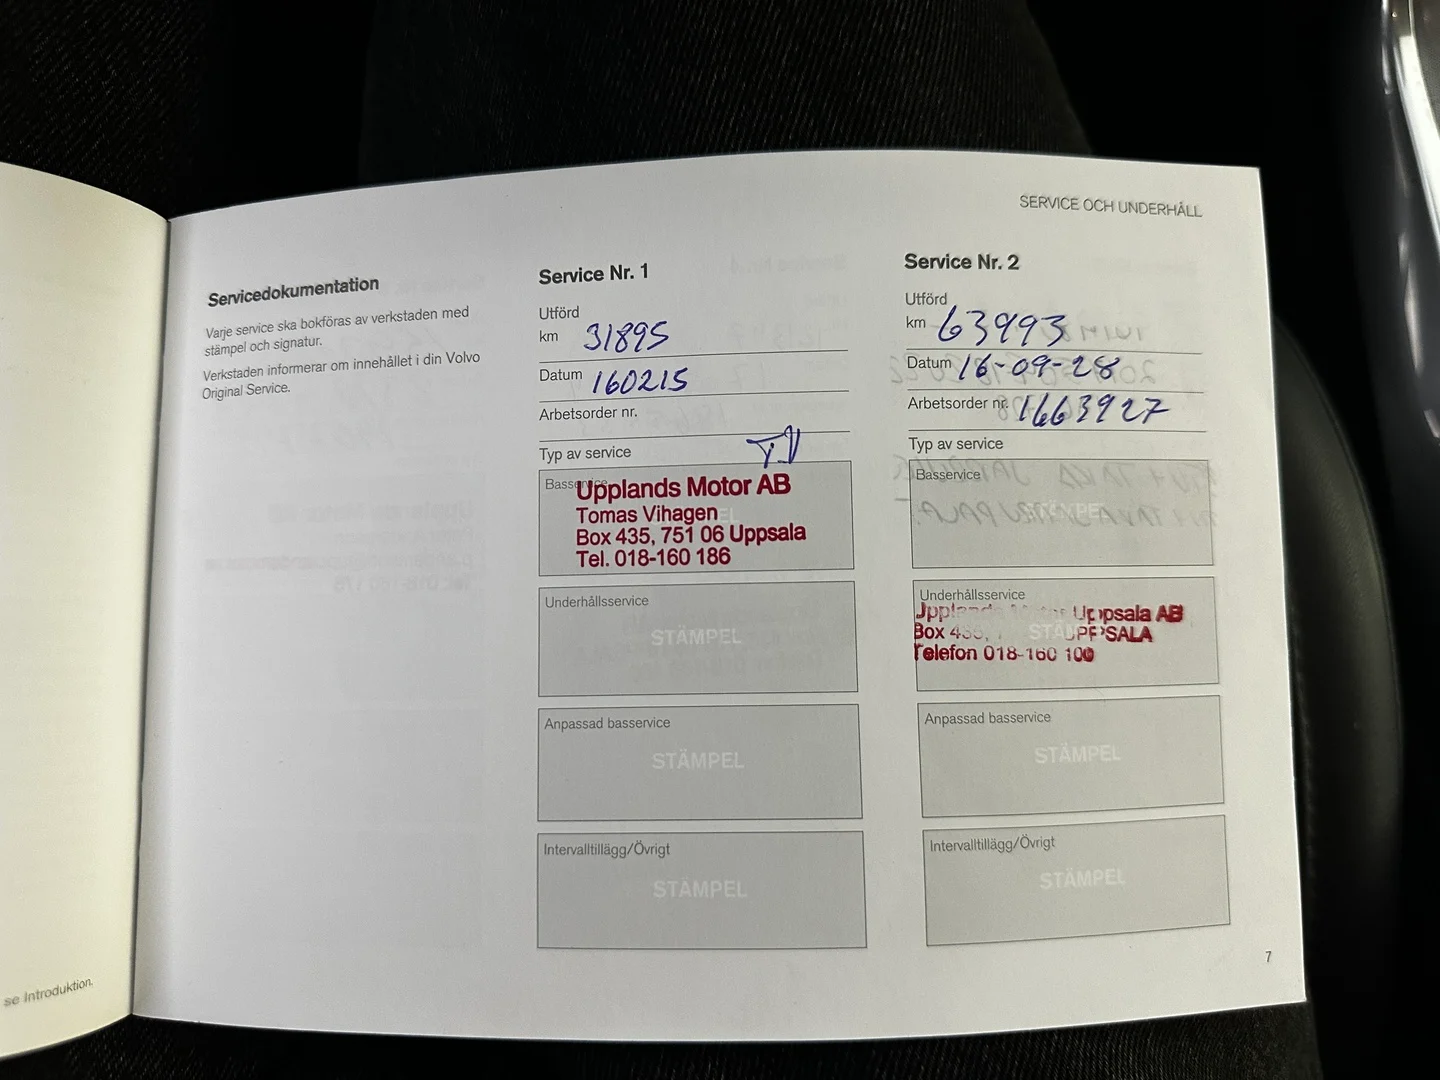 SERVICE OCH UNDERHÅLL
Servicedokumentation
Varje service ska bokföras av verkstaden med
stämpel och signatur.
Verkstaden informerar om innehållet i din Volvo
Original Service.
Service Nr. 1
Utförd
km 31895
Datum 160215
Arbetsorder nr.
Typ av service
Basservice
Upplands Motor AB
Tomas Vihagen
Box 435, 751 06 Uppsala
Tel. 018-160 186
Underhållsservice
STÄMPEL
Anpassad basservice
STÄMPEL
Intervalltillägg/Övrigt
STÄMPEL
Service Nr. 2
Utförd
km 63993
Datum 16-09-28
Arbetsorder nr. 1663927
Typ av service
Basservice
STÄMPEL
Underhållsservice
Uppsala AB
Box
Telefon 018-160 100
Anpassad basservice
STÄMPEL
Intervalltillägg/Övrigt
STÄMPEL
7
se Introduktion.